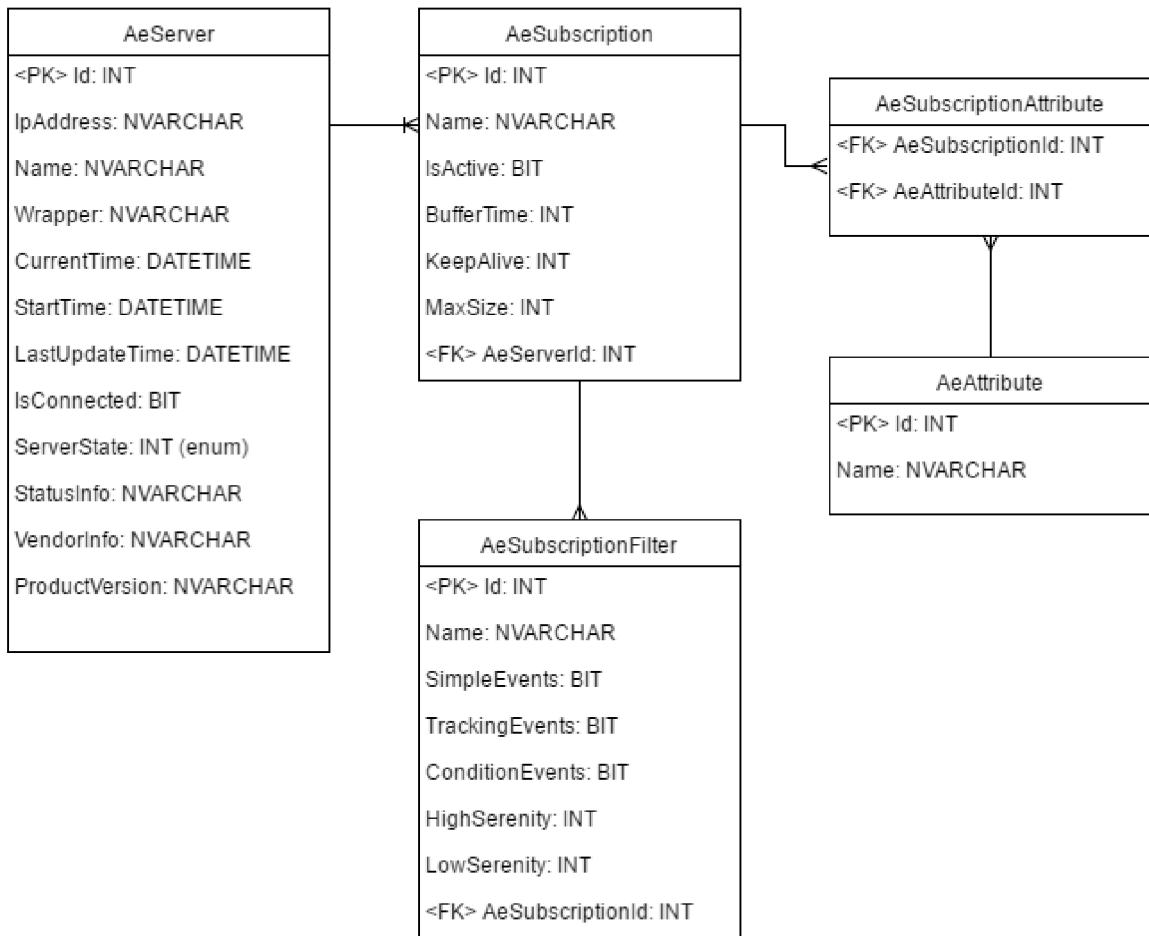 AeServer
<PK> Id: INT
IpAddress: NVARCHAR
Name: NVARCHAR
Wrapper: NVARCHAR
CurrentTime: DATETIME
StartTime: DATETIME
LastUpdateTime: DATETIME
IsConnected: BIT
ServerState: INT (enum)
StatusInfo: NVARCHAR
VendorInfo: NVARCHAR
ProductVersion: NVARCHAR
AeSubscription
<PK> Id: INT
Name: NVARCHAR
IsActive: BIT
BufferTime: INT
KeepAlive: INT
MaxSize: INT
<FK> AeServerId: INT
AeSubscriptionAttribute
<FK> AeSubscriptionId: INT
<FK> AeAttributeId: INT
AeAttribute
<PK> Id: INT
Name: NVARCHAR
AeSubscriptionFilter
<PK> Id: INT
Name: NVARCHAR
SimpleEvents: BIT
TrackingEvents: BIT
ConditionEvents: BIT
HighSerenity: INT
LowSerenity: INT
<FK> AeSubscriptionId: INT